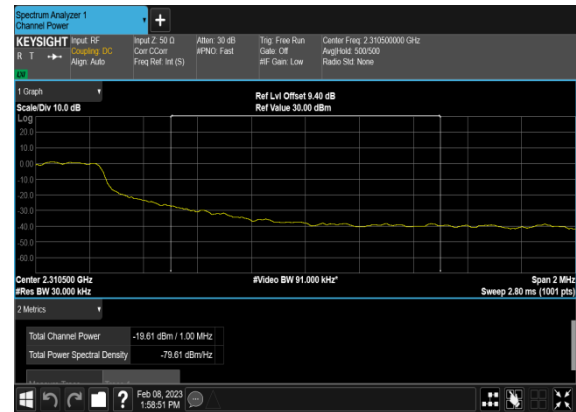 Spectrum Analyzer 1
Channel Power
KEYSIGHT
R T
LXI
Input: RF
Coupling: DC
Align: Auto
Input Z: 50 Ω
Corr CCorr
Freq Ref: Int (S)
Atten: 30 dB
#PNO: Fast
Trig: Free Run
Gate: Off
#IF Gain: Low
Center Freq: 2.310500000 GHz
Avg|Hold: 500/500
Radio Std: None
1 Graph
Scale/Div 10.0 dB
Ref Lvl Offset 9.40 dB
Ref Value 30.00 dBm
Log
20.0
10.0
0.00
-10.0
-20.0
-30.0
-40.0
-50.0
-60.0
Center 2.310500 GHz
#Res BW 30.000 kHz
#Video BW 91.000 kHz*
Span 2 MHz
Sweep 2.80 ms (1001 pts)
2 Metrics
Total Channel Power -19.61 dBm / 1.00 MHz
Total Power Spectral Density -79.61 dBm/Hz
?
Feb 08, 2023
1:58:51 PM